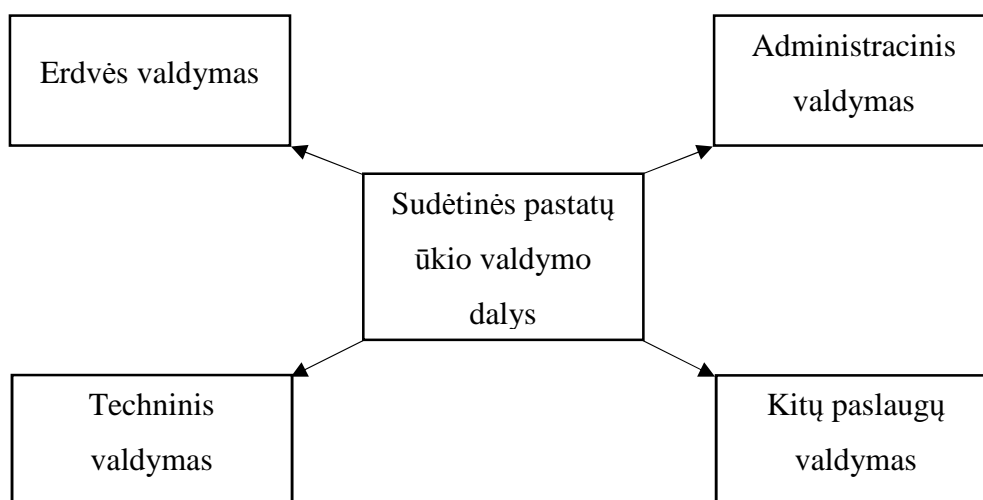 Erdvės valdymas
Administracinis
valdymas
Sudėtinės pastatų
ūkio valdymo
dalys
Techninis
valdymas
Kitų paslaugų
valdymas